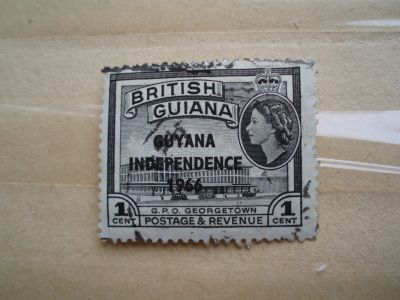 BRITISH
GUIANA
GUYANA
INDEPENDENCE
1966
1 CENT
G.P.O. GEORGETOWN
POSTAGE & REVENUE
1 CENT